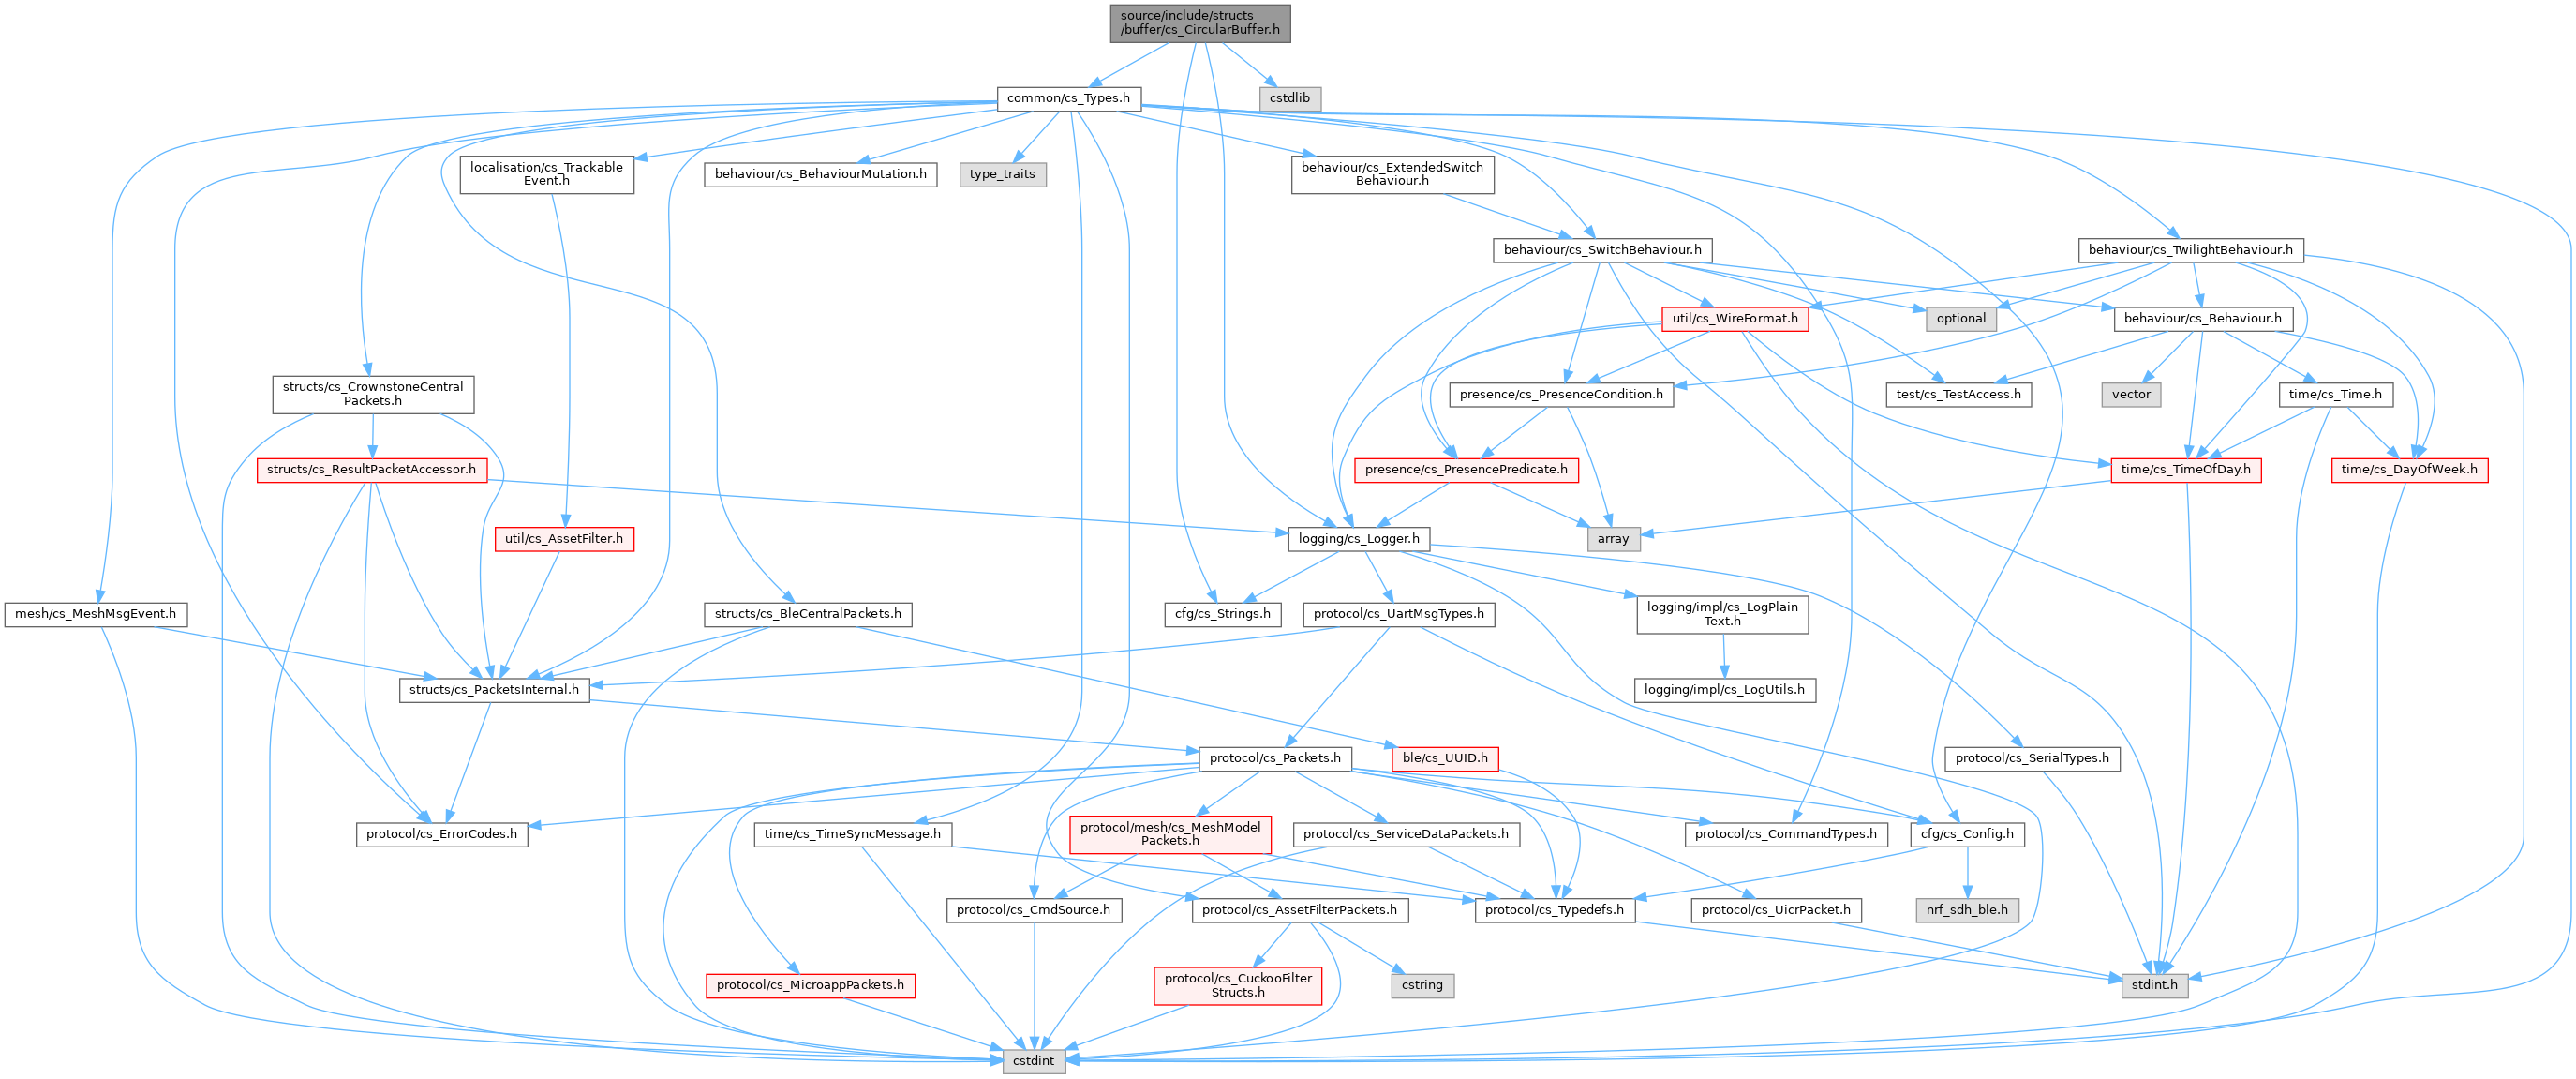 source/include/structs
/buffer/cs_CircularBuffer.h
common/cs_Types.h
cstdlib
localisation/cs_Trackable
Event.h
behaviour/cs_BehaviourMutation.h
type_traits
behaviour/cs_ExtendedSwitch
Behaviour.h
behaviour/cs_SwitchBehaviour.h
behaviour/cs_TwilightBehaviour.h
util/cs_WireFormat.h
optional
behaviour/cs_Behaviour.h
structs/cs_CrownstoneCentral
Packets.h
presence/cs_PresenceCondition.h
test/cs_TestAccess.h
vector
time/cs_Time.h
structs/cs_ResultPacketAccessor.h
presence/cs_PresencePredicate.h
time/cs_TimeOfDay.h
time/cs_DayOfWeek.h
util/cs_AssetFilter.h
logging/cs_Logger.h
array
mesh/cs_MeshMsgEvent.h
structs/cs_BleCentralPackets.h
cfg/cs_Strings.h
protocol/cs_UartMsgTypes.h
logging/impl/cs_LogPlain
Text.h
structs/cs_PacketsInternal.h
logging/impl/cs_LogUtils.h
protocol/cs_Packets.h
ble/cs_UUID.h
protocol/cs_SerialTypes.h
protocol/cs_ErrorCodes.h
time/cs_TimeSyncMessage.h
protocol/mesh/cs_MeshModel
Packets.h
protocol/cs_ServiceDataPackets.h
protocol/cs_CommandTypes.h
cfg/cs_Config.h
protocol/cs_CmdSource.h
protocol/cs_AssetFilterPackets.h
protocol/cs_Typedefs.h
protocol/cs_UicrPacket.h
nrf_sdh_ble.h
protocol/cs_MicroappPackets.h
protocol/cs_CuckooFilter
Structs.h
cstring
stdint.h
cstdint